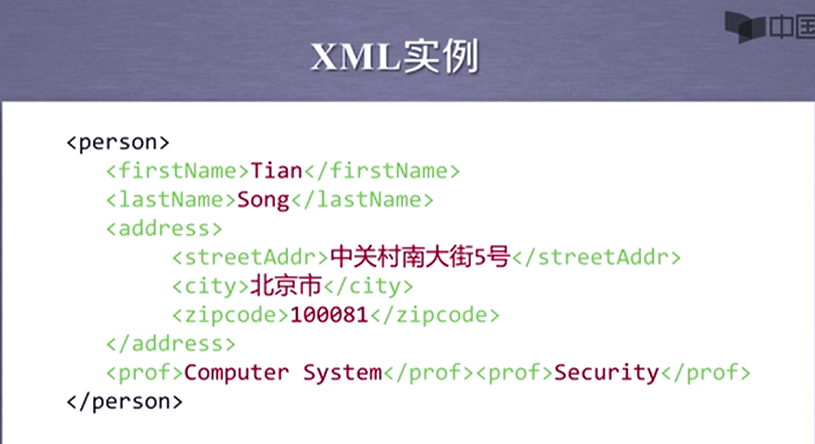 中国
XML实例
<person>
<firstName>Tian</firstName>
<lastName>Song</lastName>
<address>
<streetAddr>中关村南大街5号</streetAddr>
<city>北京市</city>
<zipcode>100081</zipcode>
</address>
<prof>Computer System</prof><prof>Security</prof>
</person>